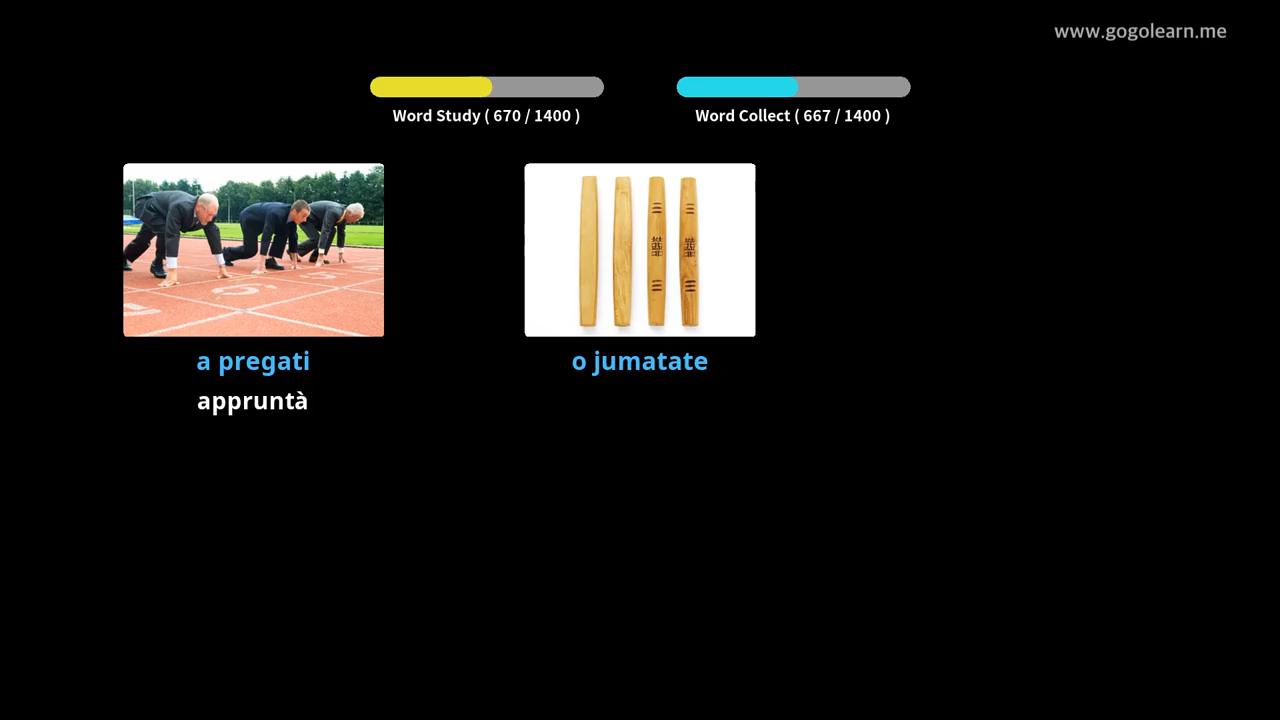 www.gogolearn.me
Word Study ( 670 / 1400 )
Word Collect ( 667 / 1400 )
a pregati
appruntà
o jumatate